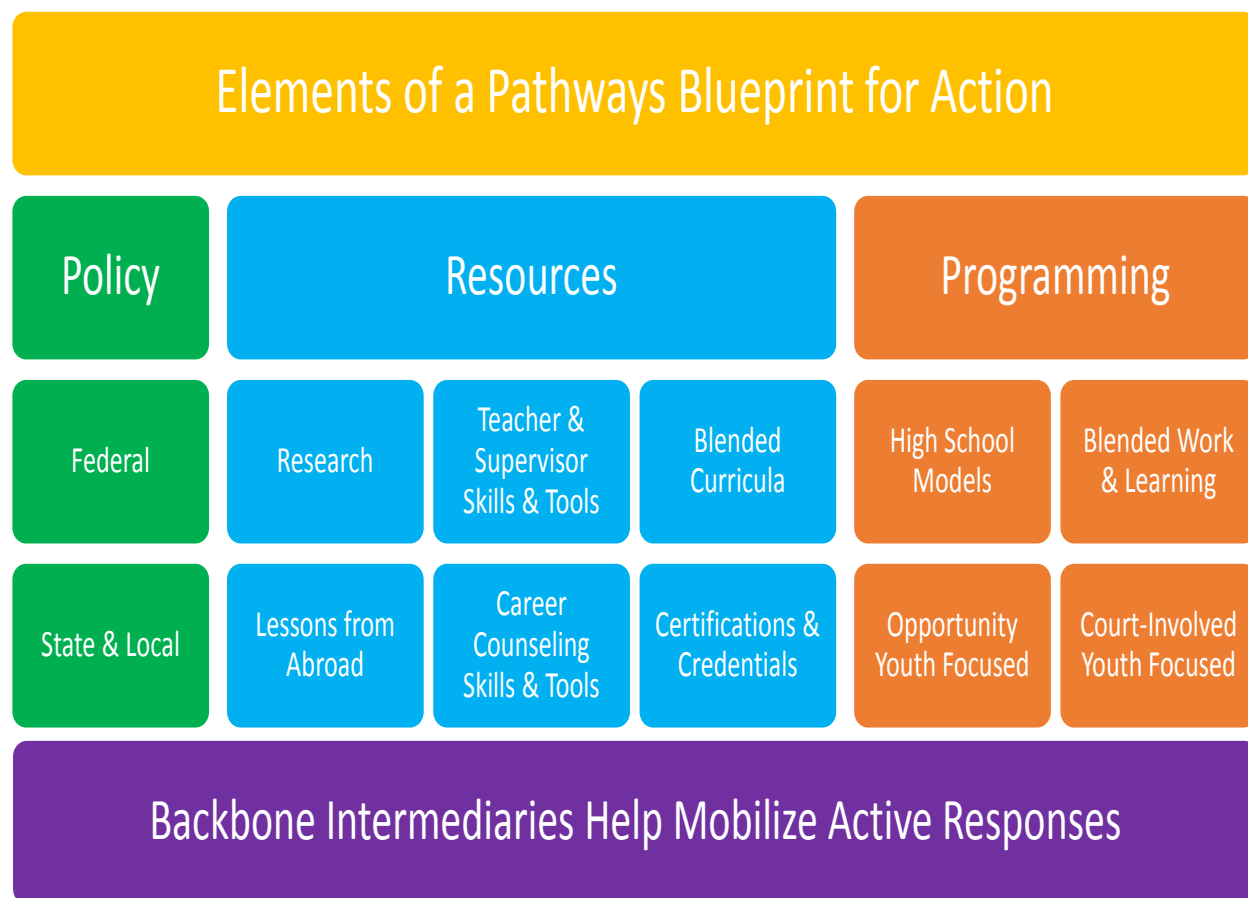 Elements of a Pathways Blueprint for Action
Policy
Resources
Programming
Federal
Research
Teacher &
Supervisor
Skills & Tools
Blended
Curricula
High School
Models
Blended Work
& Learning
State & Local
Lessons from
Abroad
Career
Counseling
Skills & Tools
Certifications &
Credentials
Opportunity
Youth Focused
Court-Involved
Youth Focused
Backbone Intermediaries Help Mobilize Active Responses